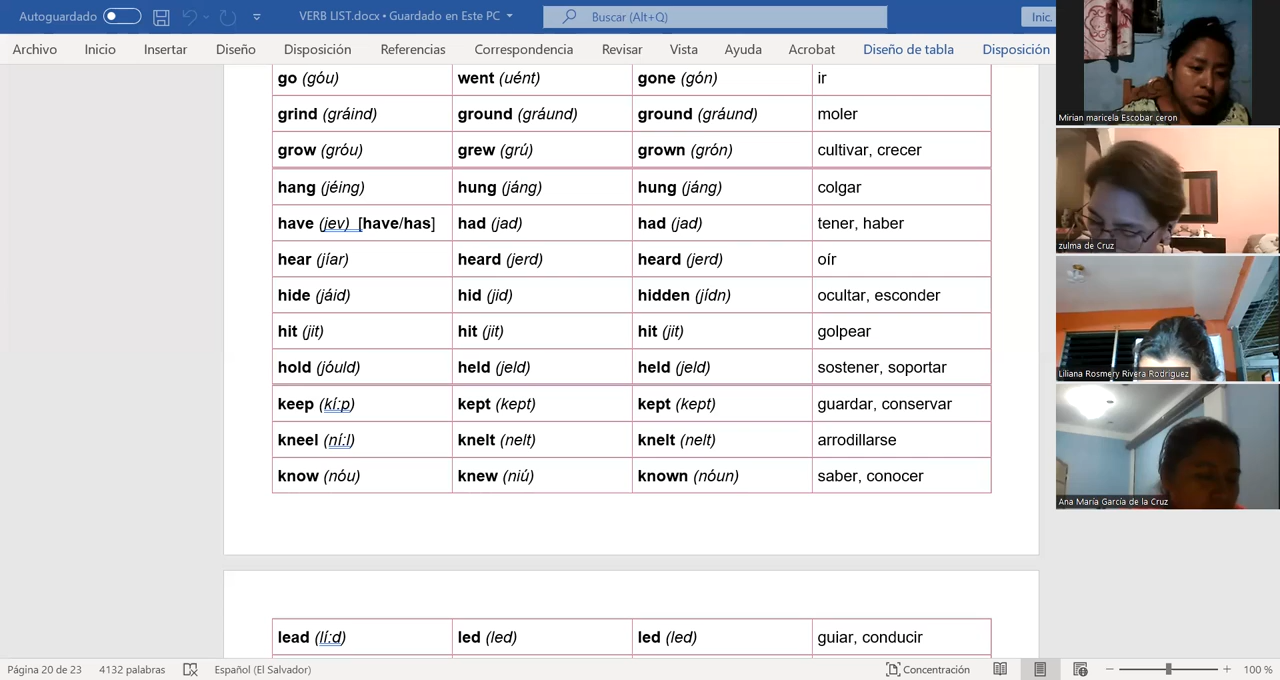 Autoguardado
VERB LIST.docx • Guardado en Este PC
Buscar (Alt+Q)
Inic.
Archivo Inicio Insertar Diseño Disposición Referencias Correspondencia Revisar Vista Ayuda Acrobat Diseño de tabla Disposición
go (góu) went (uént) gone (gón) ir
grind (gráind) ground (gráund) ground (gráund) moler
grow (gróu) grew (grú) grown (grón) cultivar, crecer
hang (jéing) hung (jáng) hung (jáng) colgar
have (jev) [have/has] had (jad) had (jad) tener, haber
hear (jíar) heard (jerd) heard (jerd) oír
hide (jáid) hid (jid) hidden (jídn) ocultar, esconder
hit (jit) hit (jit) hit (jit) golpear
hold (jóuld) held (jeld) held (jeld) sostener, soportar
keep (kí:p) kept (kept) kept (kept) guardar, conservar
kneel (ní:l) knelt (nelt) knelt (nelt) arrodillarse
know (nóu) knew (niú) known (nóun) saber, conocer
lead (lí:d) led (led) led (led) guiar, conducir
Mirian maricela Escobar ceron
zulma de Cruz
Liliana Rosmery Rivera Rodríguez
Ana María García de la Cruz
Página 20 de 23 4132 palabras Español (El Salvador) Concentración 100 %